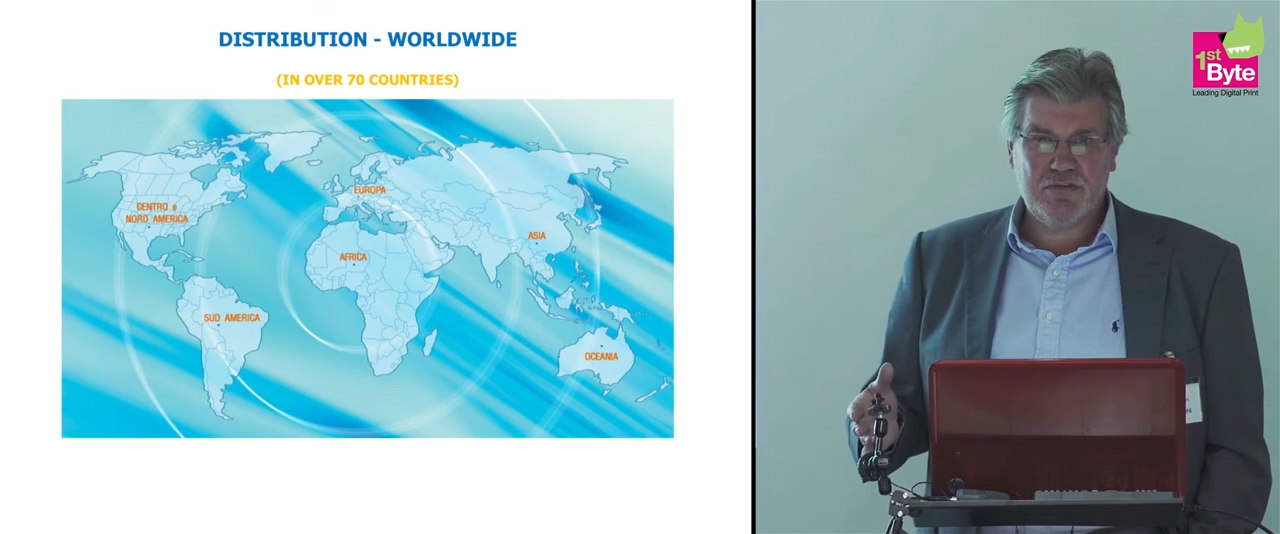 DISTRIBUTION - WORLDWIDE
(IN OVER 70 COUNTRIES)
EUROPA
CENTRO e
NORD AMERICA
ASIA
AFRICA
SUD AMERICA
OCEANIA
1st
Byte
Leading Digital Print